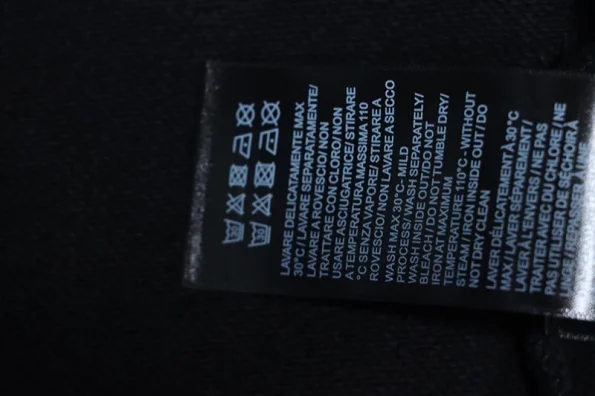 LAVARE DELICATAMENTE MAX
30°C / LAVARE SEPARATAMENTE/
LAVARE A ROVESCIO/ NON
TRATTARE CON CLORO/ NON
USARE ASCIUGATRICE/ STIRARE
A TEMPERATURA MASSIMA 110
°C SENZA VAPORE/ STIRARE A
ROVESCIO/ NON LAVARE A SECCO
WASH MAX 30°C- MILD
PROCESS/ WASH SEPARATELY/
WASH INSIDE OUT/DO NOT
BLEACH / DO NOT TUMBLE DRY/
IRON AT MAXIMUM
TEMPERATURE 110°C - WITHOUT
STEAM / IRON INSIDE OUT / DO
NOT DRY CLEAN
LAVER DÉLICATEMENT À 30°C
MAX/ LAVER SÉPAREMENT /
LAVER À L'ENVERS / NE PAS
TRAITER AVEC DU CHLORE / NE
PAS UTILISER DE SÉCHOIR À